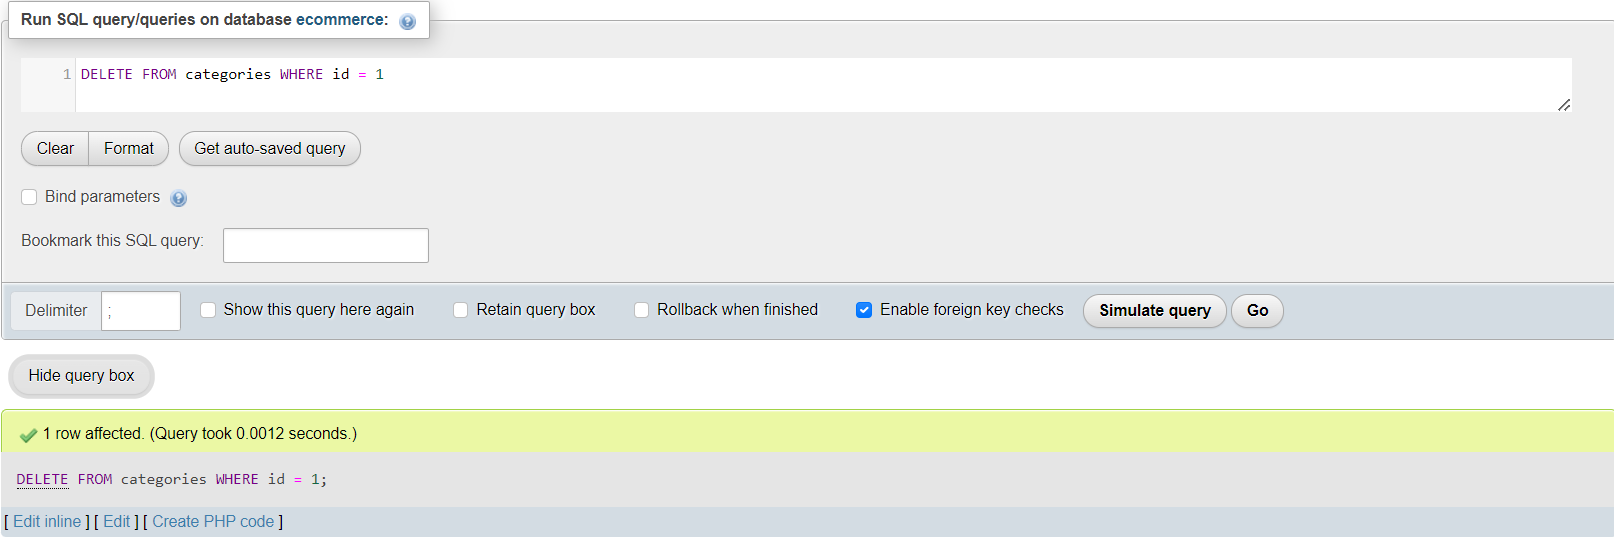 Run SQL query/queries on database ecommerce:
1 DELETE FROM categories WHERE id = 1
Clear Format Get auto-saved query
Bind parameters
Bookmark this SQL query:
Delimiter ; Show this query here again Retain query box Rollback when finished Enable foreign key checks Simulate query Go
Hide query box
1 row affected. (Query took 0.0012 seconds.)
DELETE FROM categories WHERE id = 1;
[ Edit inline ] [ Edit ] [ Create PHP code ]